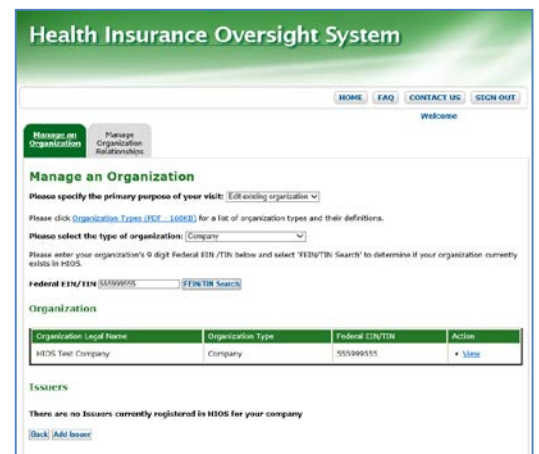 Health Insurance Oversight System
HOME FAQ CONTACT US SIGN OUT
Welcome
Manage an Organization
Manage Organization Relationships
Manage an Organization
Please specify the primary purpose of your visit: Edit existing organization
Please click Organization Types (PDF - 160KB) for a list of organization types and their definitions.
Please select the type of organization: Company
Please enter your organization's 9 digit Federal EIN /TIN below and select 'FEIN/TIN Search' to determine if your organization currently
exists in HIOS.
Federal EIN/TIN 555999555 FEIN/TIN Search
Organization
Organization Legal Name Organization Type Federal EIN/TIN Action
HIOS Test Company Company 555999555 • View
Issuers
There are no Issuers currently registered in HIOS for your company
Back Add Issuer